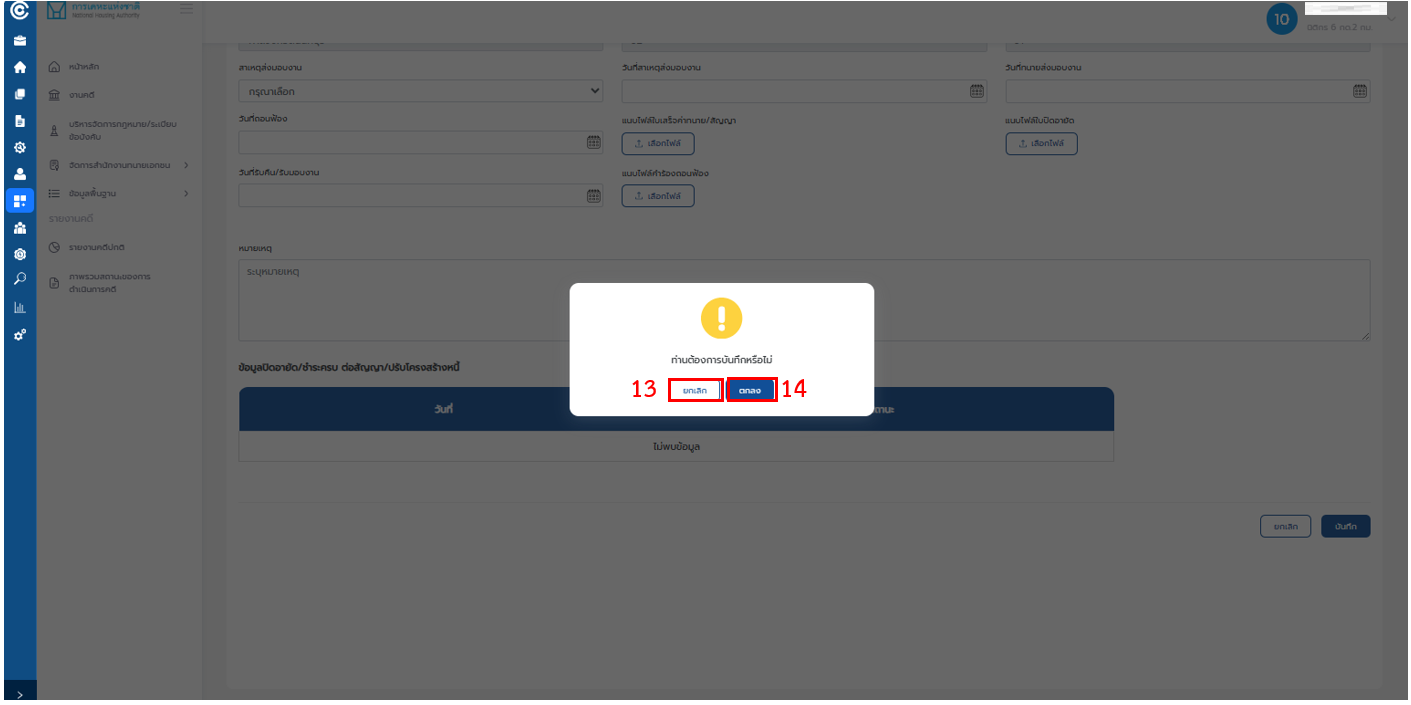 การเคหะแห่งชาติ
National Housing Authority
10
นิติกร 6 กด.2 กม.
หน้าหลัก
งานคดี
บริหารจัดการกฎหมาย/ระเบียบ
ข้อบังคับ
จัดการสำนักงานทนายเอกชน
ข้อมูลพื้นฐาน
รายงานคดี
รายงานคดีปกติ
ภาพรวมสถานะของการ
ดำเนินการคดี
สาเหตุส่งมอบงาน
วันที่สาเหตุส่งมอบงาน
วันที่ทนายส่งมอบงาน
กรุณาเลือก
วันที่ถอนฟ้อง
แนบไฟล์ใบเสร็จค่าทนาย/สัญญา
แนบไฟล์ใบปิดอายัด
เลือกไฟล์
เลือกไฟล์
วันที่รับคืน/รับมอบงาน
แนบไฟล์คำร้องถอนฟ้อง
เลือกไฟล์
หมายเหตุ
ระบุหมายเหตุ
ท่านต้องการบันทึกหรือไม่
13 ยกเลิก ตกลง 14
ข้อมูลปิดอายัด/ชำระครบ ต่อสัญญา/ปรับโครงสร้างหนี้
วันที่
ไม่พบข้อมูล
ยกเลิก บันทึก